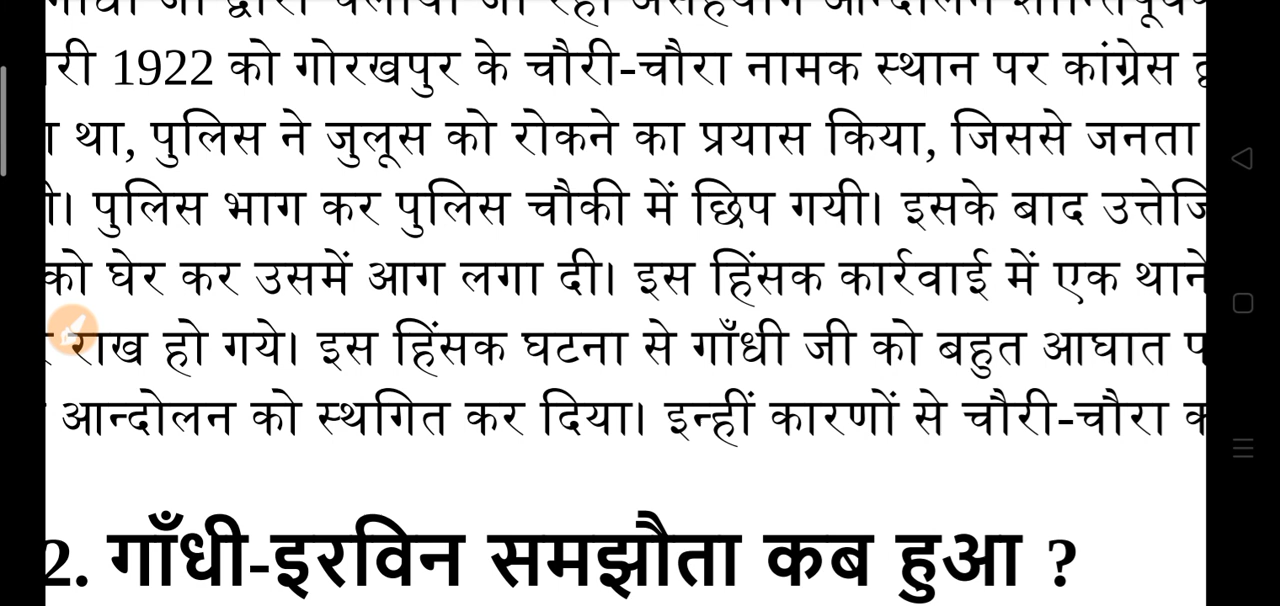 री 1922 को गोरखपुर के चौरी-चौरा नामक स्थान पर कांग्रेस
था, पुलिस ने जुलूस को रोकने का प्रयास किया, जिससे जनता
पुलिस भाग कर पुलिस चौकी में छिप गयी। इसके बाद
को घेर कर उसमें आग लगा दी। इस हिंसक कार्रवाई में एक थाने
राख हो गये। इस हिंसक घटना से गाँधी जी को बहुत आघात
आन्दोलन को स्थगित कर दिया। इन्हीं कारणों से चौरी-चौरा
2. गाँधी-इरविन समझौता कब हुआ ?